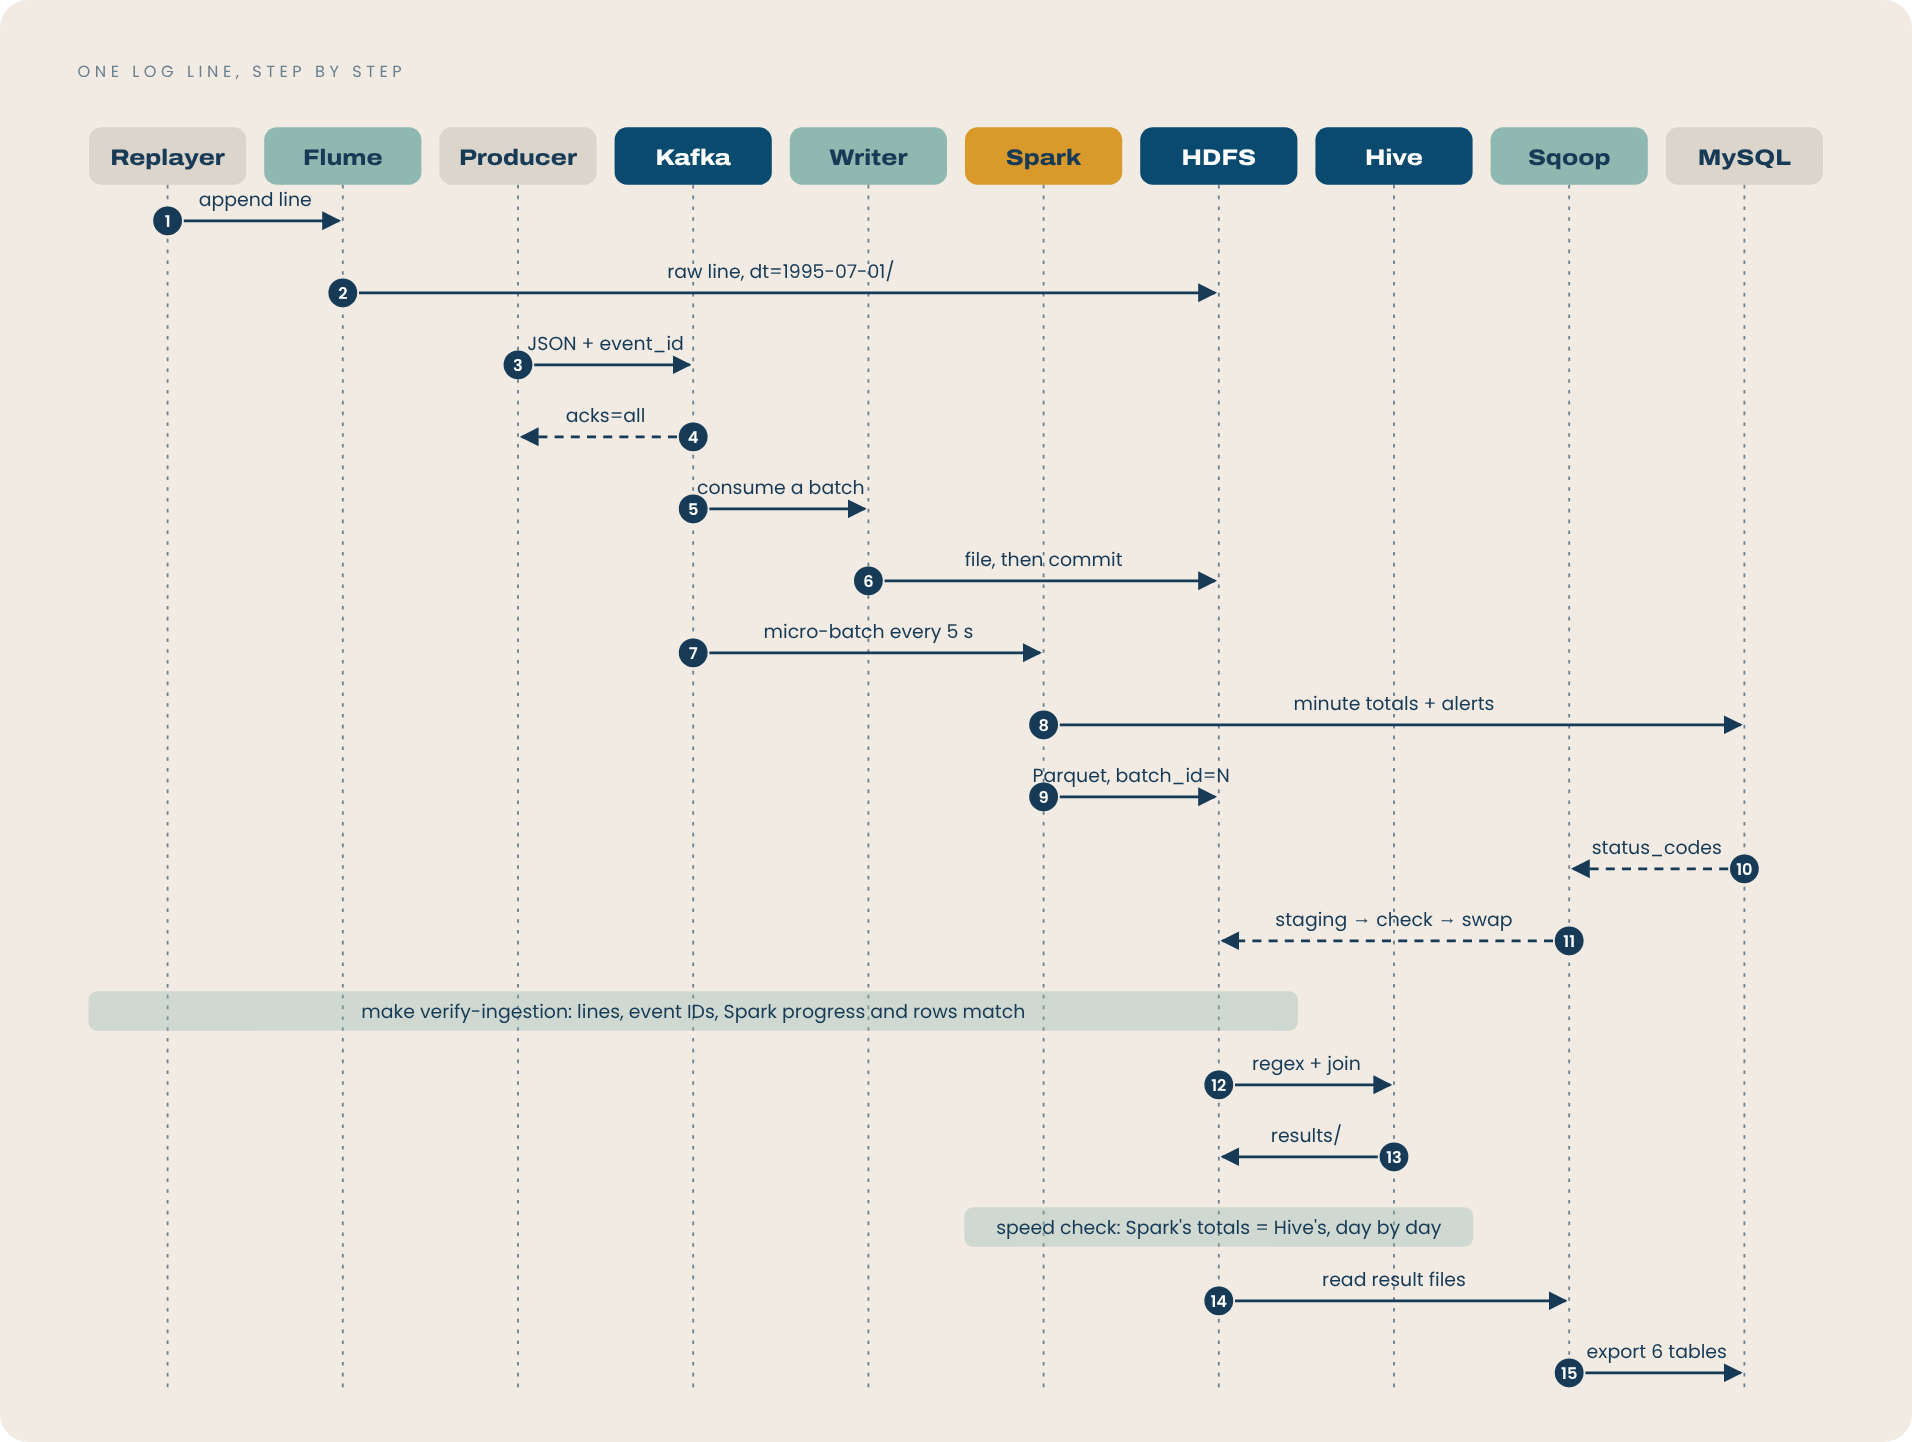 ONE LOG LINE, STEP BY STEP
Replayer
Flume
Producer
Kafka
Writer
Spark
HDFS
Hive
Sqoop
MySQL
append line
1
raw line, dt=1995-07-01/
2
JSON + event_id
3
acks=all
4
consume a batch
5
file, then commit
6
micro-batch every 5 s
7
minute totals + alerts
8
Parquet, batch_id=N
9
status_codes
10
staging → check → swap
11
make verify-ingestion: lines, event IDs, Spark progress and rows match
regex + join
12
results/
13
speed check: Spark's totals = Hive's, day by day
read result files
14
export 6 tables
15